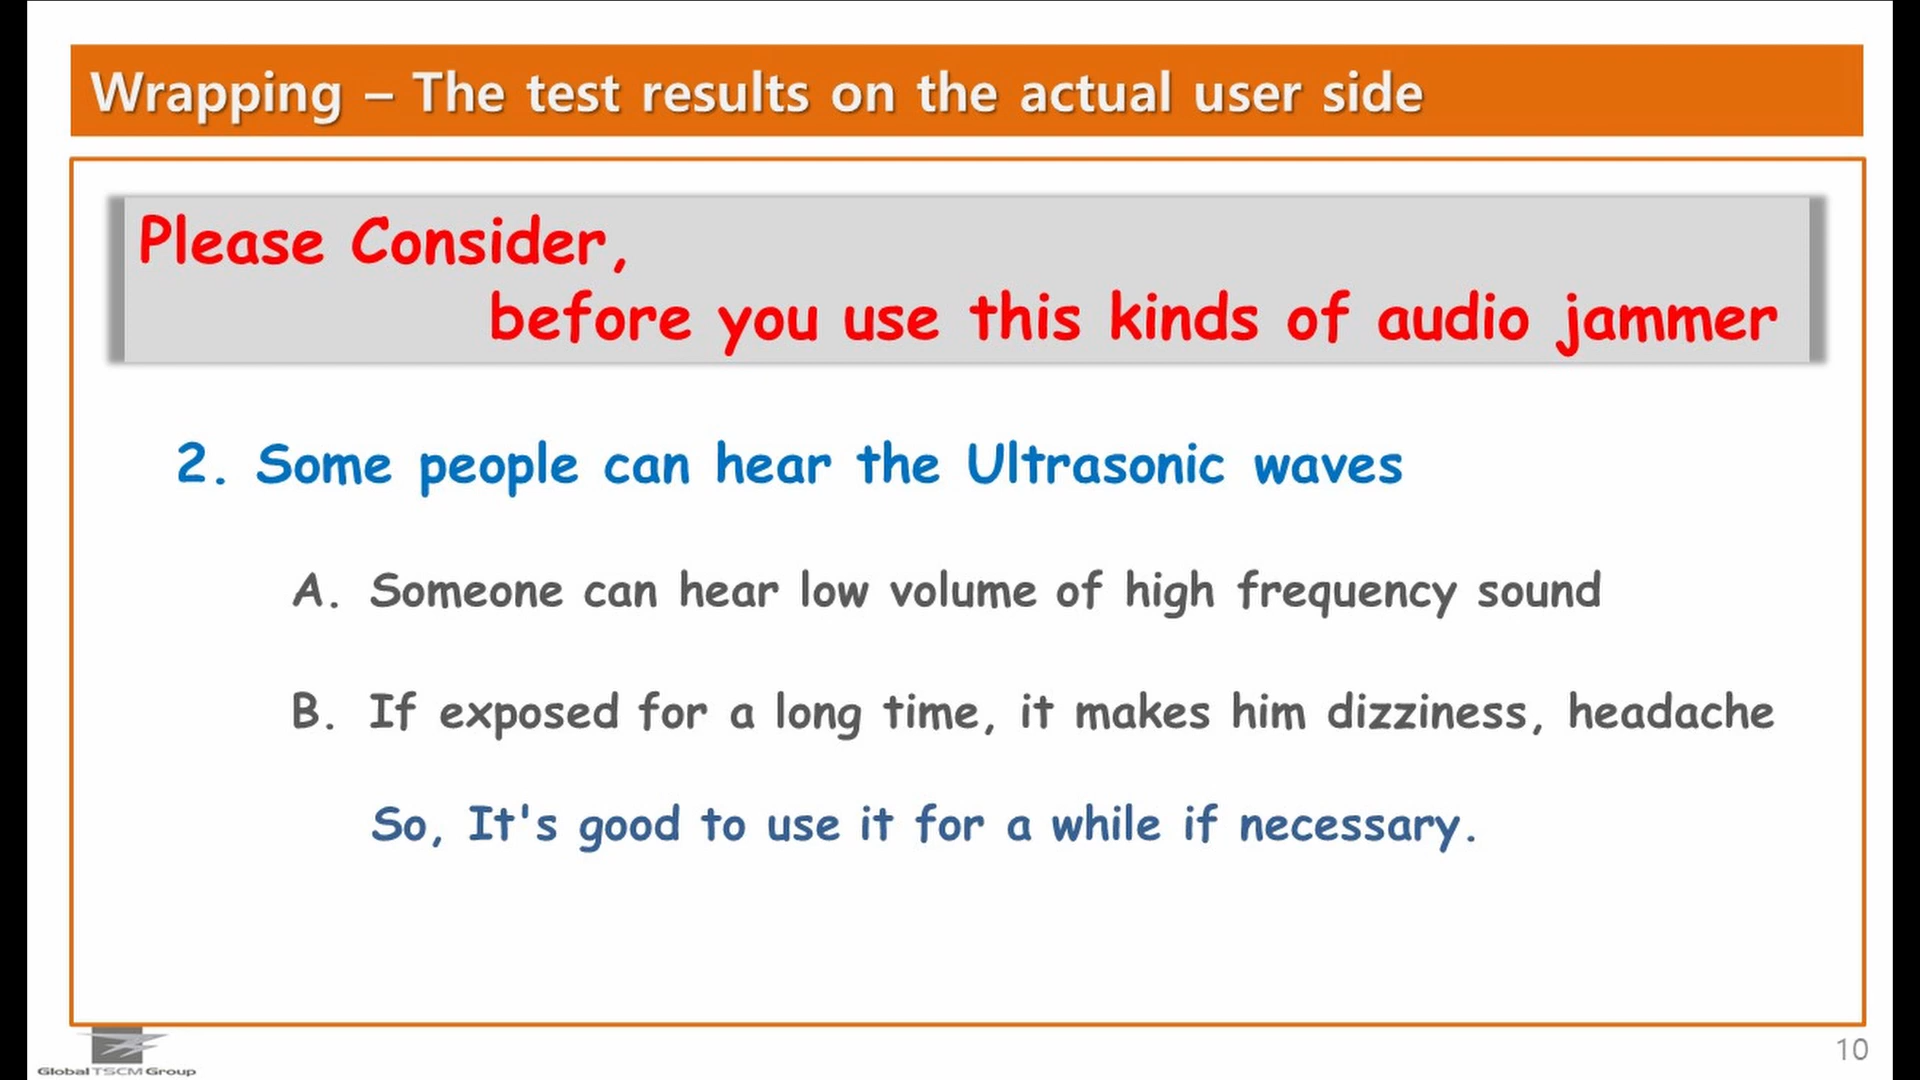 Wrapping – The test results on the actual user side
Please Consider,
before you use this kinds of audio jammer
2. Some people can hear the Ultrasonic waves
A. Someone can hear low volume of high frequency sound
B. If exposed for a long time, it makes him dizziness, headache
So, It's good to use it for a while if necessary.
Global TSCM Group
10